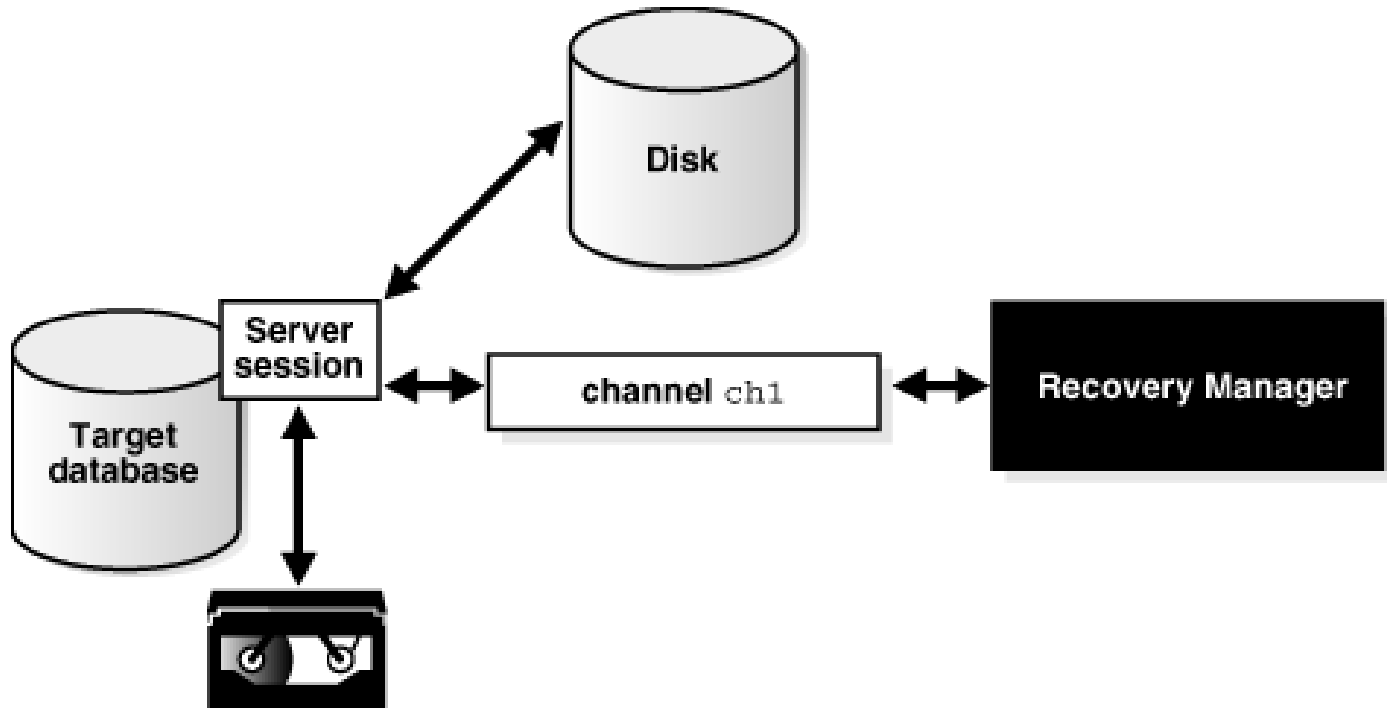 Disk
Server
session
channel ch1
Recovery Manager
Target
database